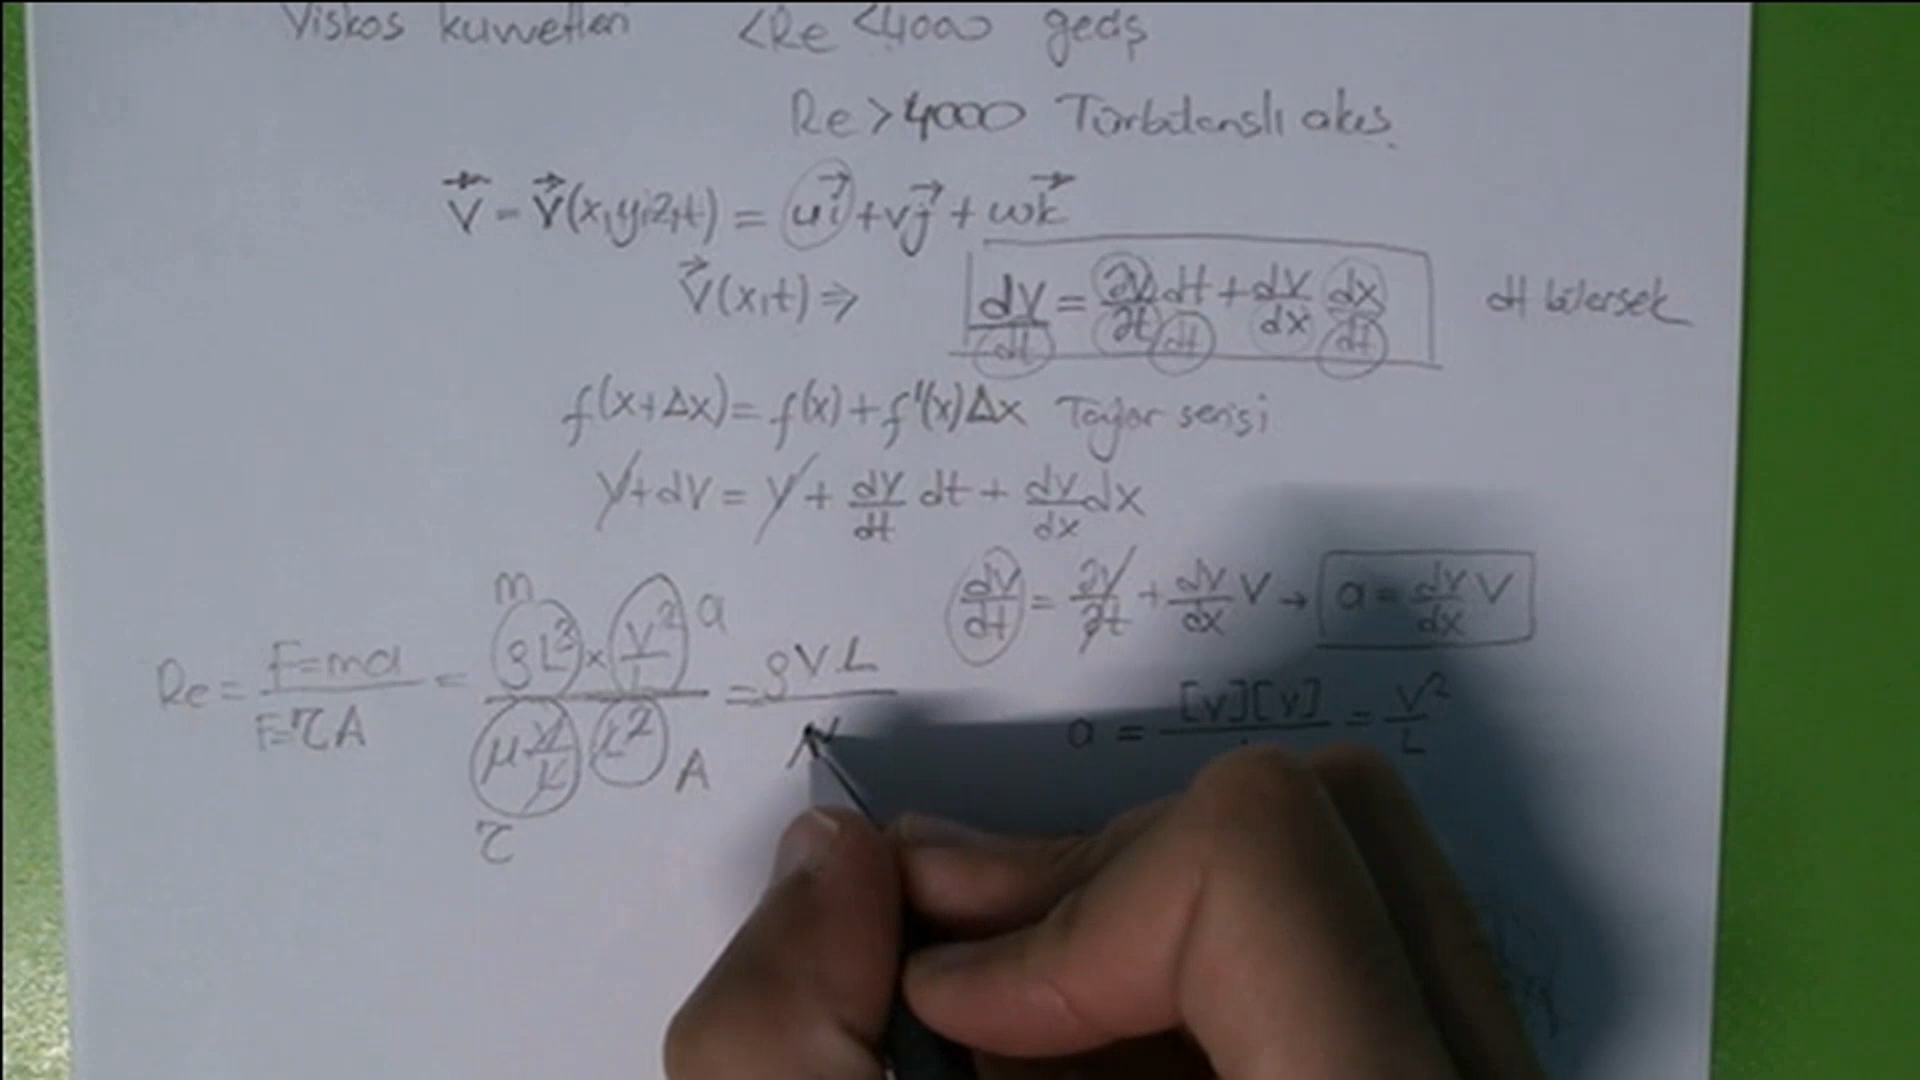 Viskos kuvvetleri <Re <4000 geçiş
Re > 4000 Türbülanslı akış.
V⃗ = V⃗(x,y,z,t) = ui⃗ + vj⃗ + wk⃗
V⃗(x,t) ⇒ dV/dt = ∂V/∂t dt/dt + dV/dx dx/dt dt bölersek
f(x+Δx) = f(x) + f'(x)Δx Taylor serisi
V+dV = V + dV/dt dt + dV/dx dx
dV/dt = ∂V/∂t + dV/dx V → a = dV/dx V
Re = F=ma / F=τA = m ρL³ × V²/L a / μ V/L L² A = ρVL / μ
τ
a = [V][V] / = V²/L